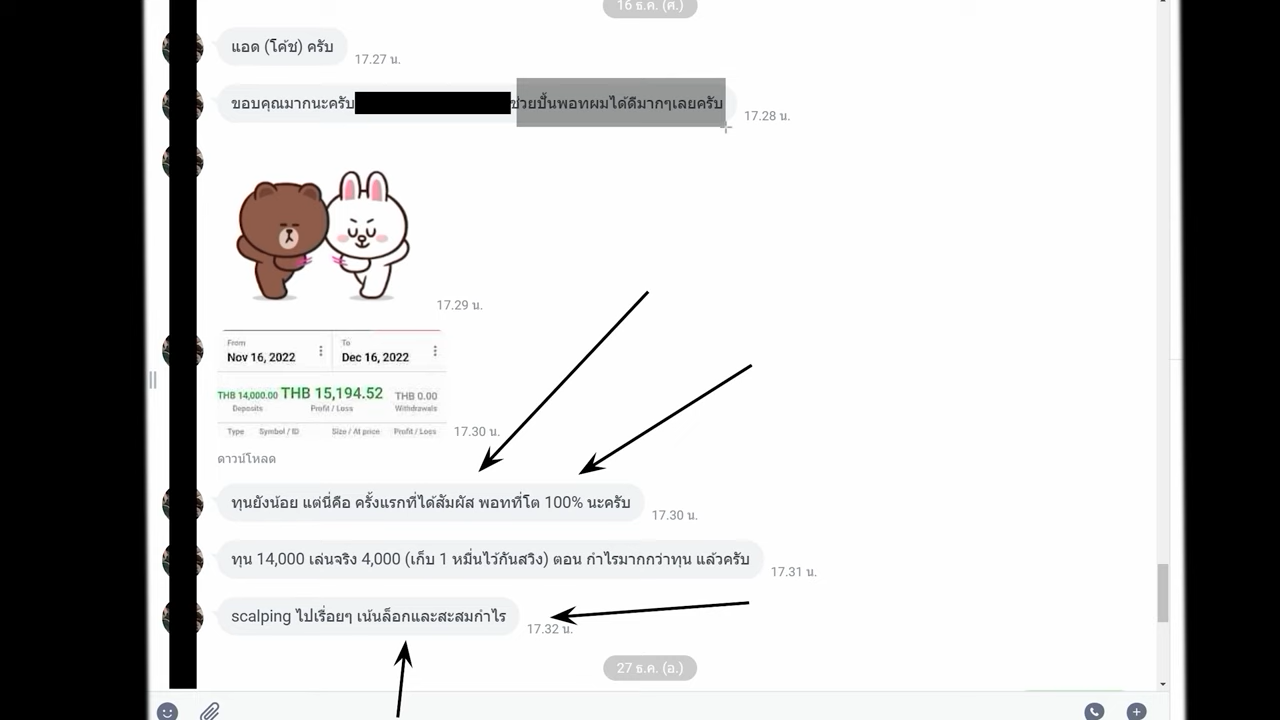 16 ธ.ค. (ศ.)
แอด (โค้ช) ครับ
17.27 น.
ขอบคุณมากนะครับ ช่วยปั้นพอทผมได้ดีมากๆเลยครับ
17.28 น.
17.29 น.
From To
Nov 16, 2022 Dec 16, 2022
THB 14,000.00 THB 15,194.52 THB 0.00
Deposits Profit / Loss Withdrawals
Type Symbol / ID Size / At price Profit / Loss
17.30 น.
ดาวน์โหลด
ทุนยังน้อย แต่นี่คือ ครั้งแรกที่ได้สัมผัส พอทที่โต 100% นะครับ
17.30 น.
ทุน 14,000 เล่นจริง 4,000 (เก็บ 1 หมื่นไว้กันสวิง) ตอน กำไรมากกว่าทุน แล้วครับ
17.31 น.
scalping ไปเรื่อยๆ เน้นล็อกและสะสมกำไร
17.32 น.
27 ธ.ค. (อ.)